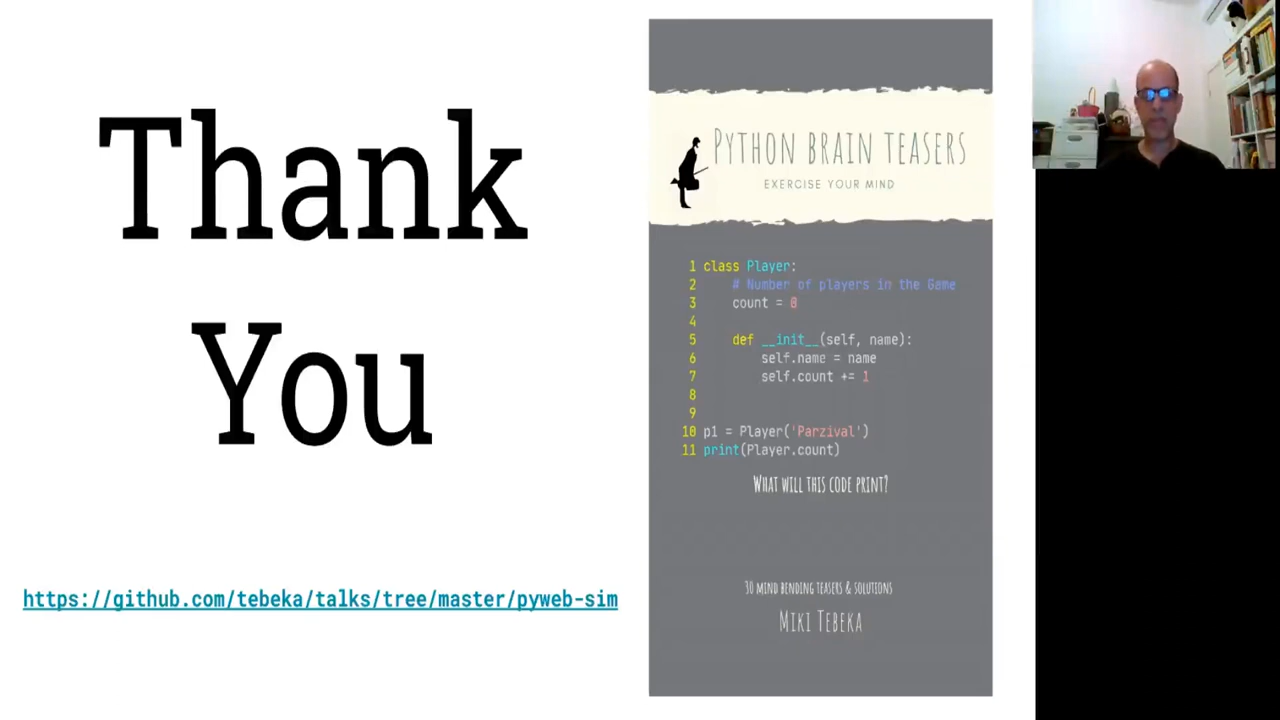 Thank
You
https://github.com/tebeka/talks/tree/master/pyweb-sim
PYTHON BRAIN TEASERS
EXERCISE YOUR MIND
1 class Player:
2     # Number of players in the Game
3     count = 0
4
5     def __init__(self, name):
6         self.name = name
7         self.count += 1
8
9
10 p1 = Player('Parzival')
11 print(Player.count)
WHAT WILL THIS CODE PRINT?
30 MIND BENDING TEASERS & SOLUTIONS
MIKI TEBEKA